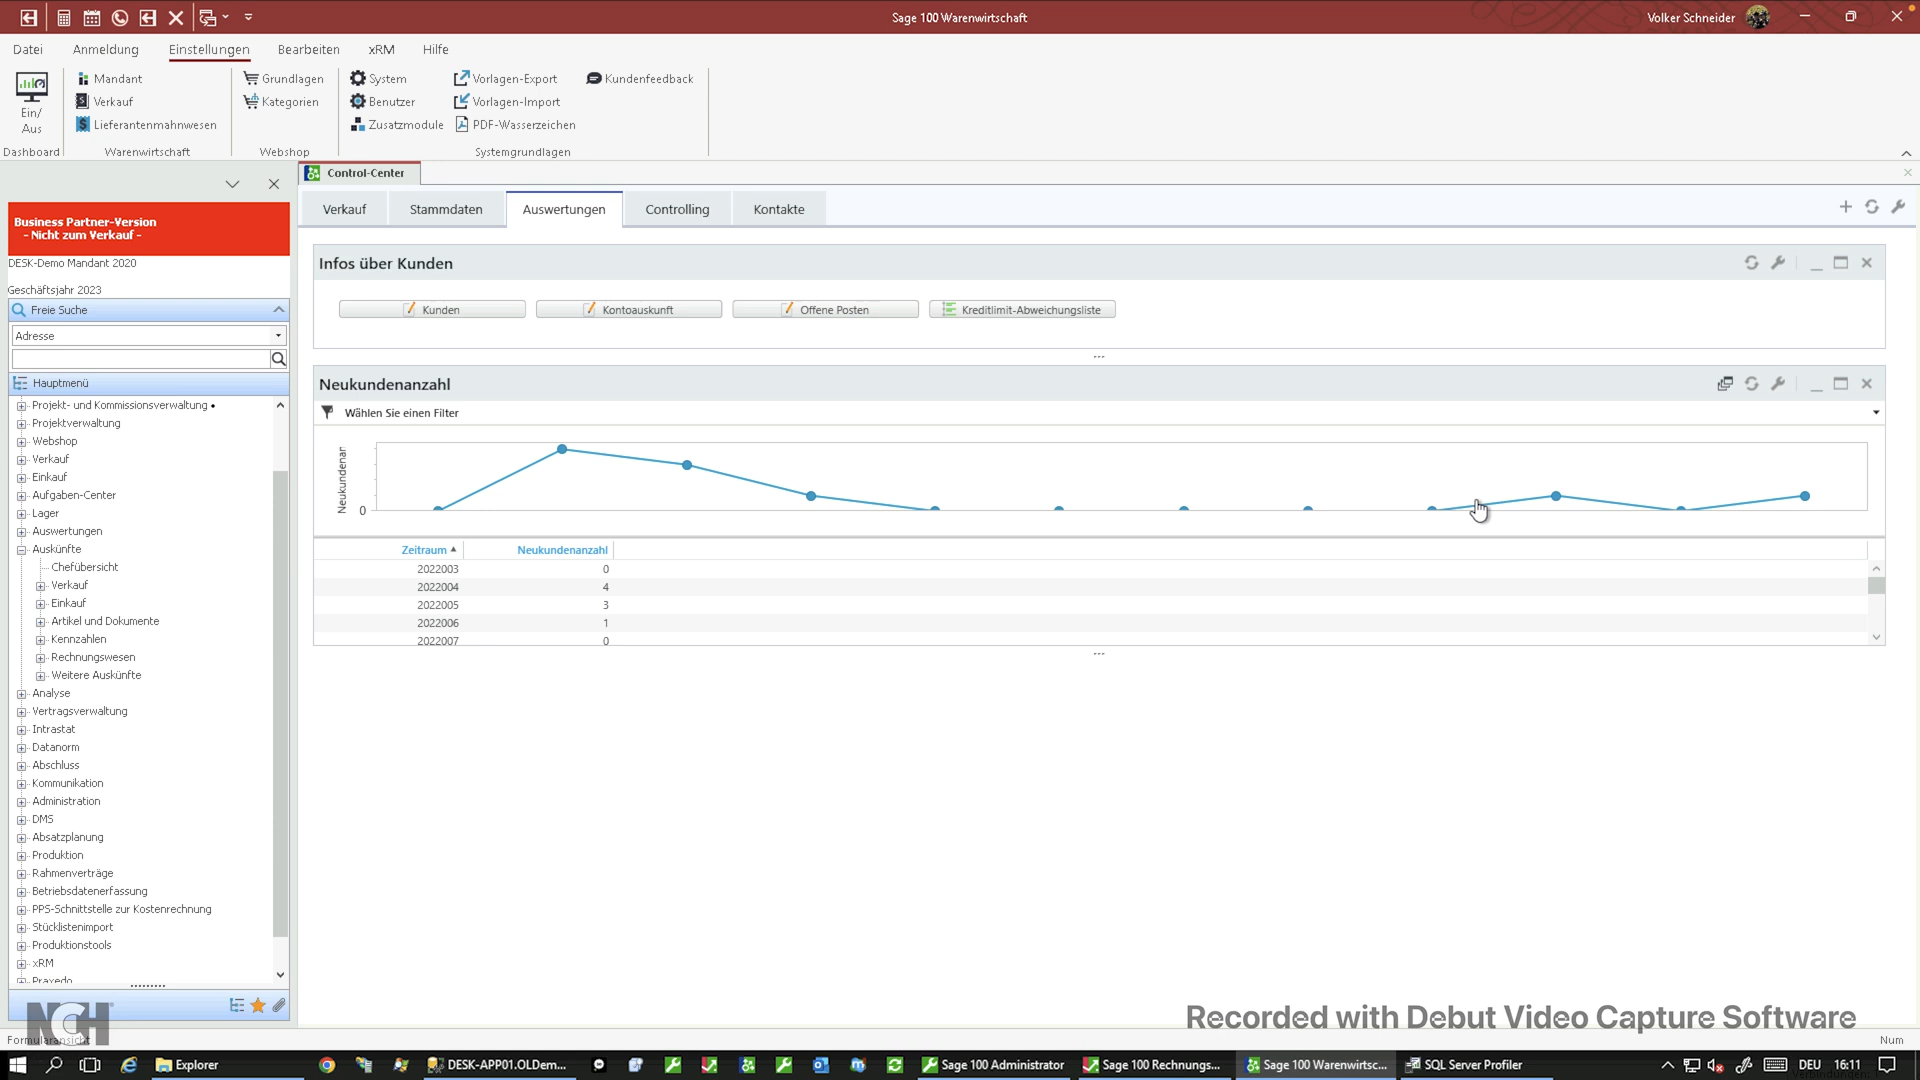 Sage 100 Warenwirtschaft
Volker Schneider
Datei
Anmeldung
Einstellungen
Bearbeiten
xRM
Hilfe
Ein/
Aus
Dashboard
Mandant
Verkauf
Lieferantenmahnwesen
Warenwirtschaft
Grundlagen
Kategorien
Webshop
System
Benutzer
Zusatzmodule
Vorlagen-Export
Vorlagen-Import
PDF-Wasserzeichen
Kundenfeedback
Systemgrundlagen
Business Partner-Version
- Nicht zum Verkauf -
DESK-Demo Mandant 2020
Geschäftsjahr 2023
Freie Suche
Adresse
Hauptmenü
Projekt- und Kommissionsverwaltung •
Projektverwaltung
Webshop
Verkauf
Einkauf
Aufgaben-Center
Lager
Auswertungen
Auskünfte
Chefübersicht
Verkauf
Einkauf
Artikel und Dokumente
Kennzahlen
Rechnungswesen
Weitere Auskünfte
Analyse
Vertragsverwaltung
Intrastat
Datanorm
Abschluss
Kommunikation
Administration
DMS
Absatzplanung
Produktion
Rahmenverträge
Betriebsdatenerfassung
PPS-Schnittstelle zur Kostenrechnung
Stücklistenimport
Produktionstools
xRM
Praxedo
Control-Center
Verkauf
Stammdaten
Auswertungen
Controlling
Kontakte
Infos über Kunden
Kunden
Kontoauskunft
Offene Posten
Kreditlimit-Abweichungsliste
Neukundenanzahl
Wählen Sie einen Filter
0
Zeitraum Neukundenanzahl
2022003 0
2022004 4
2022005 3
2022006 1
2022007 0
NCH
Recorded with Debut Video Capture Software
Formularansicht
Num
Explorer
DESK-APP01.OLDem...
Sage 100 Administrator
Sage 100 Rechnungs...
Sage 100 Warenwirtsc...
SQL Server Profiler
DEU
16:11